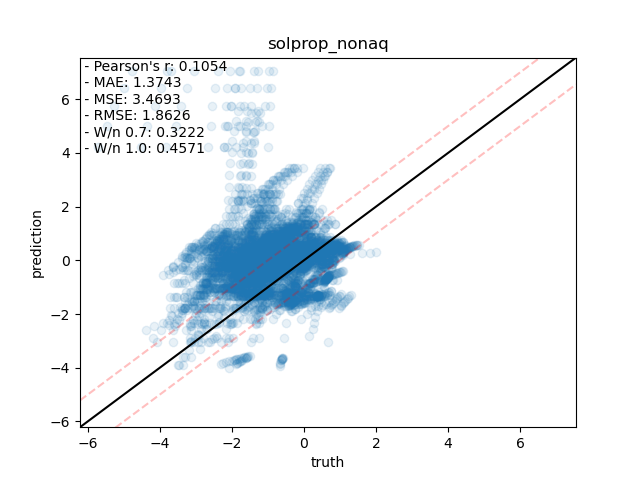 solprop_nonaq
- Pearson's r: 0.1054
- MAE: 1.3743
- MSE: 3.4693
- RMSE: 1.8626
- W/n 0.7: 0.3222
- W/n 1.0: 0.4571
6
4
2
0
−2
−4
−6
prediction
−6 −4 −2 0 2 4 6
truth